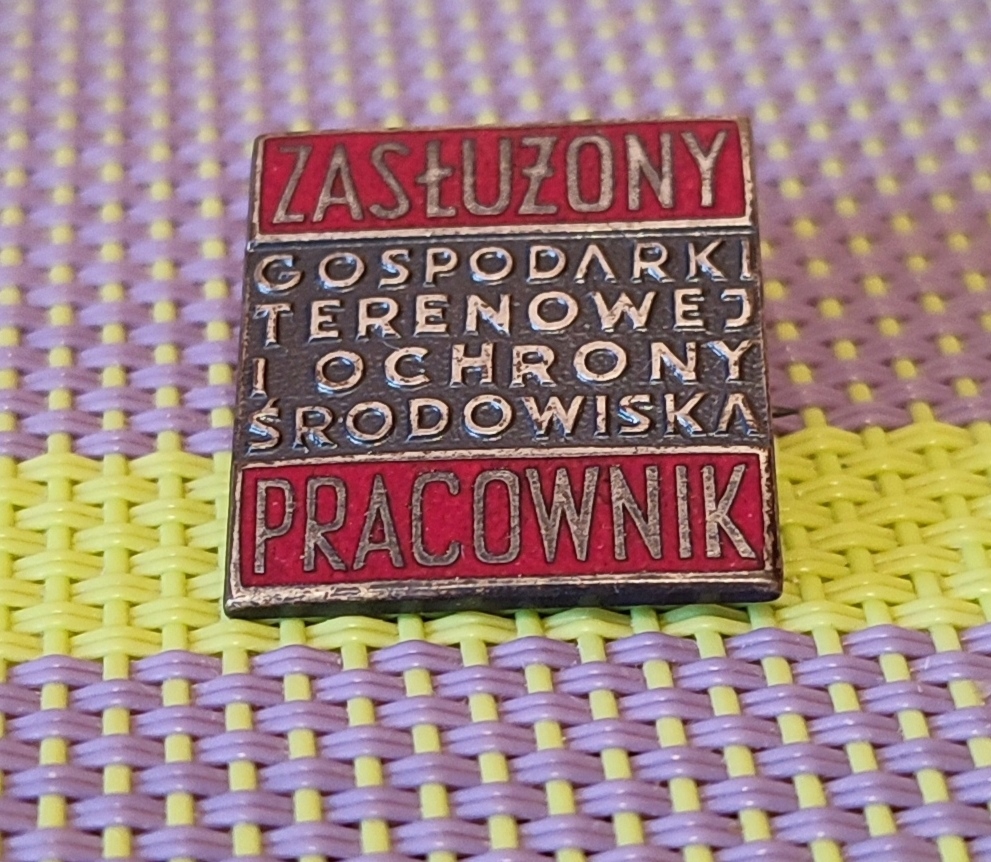 ZASŁUŻONY
GOSPODARKI
TERENOWEJ
I OCHRONY
ŚRODOWISKA
PRACOWNIK